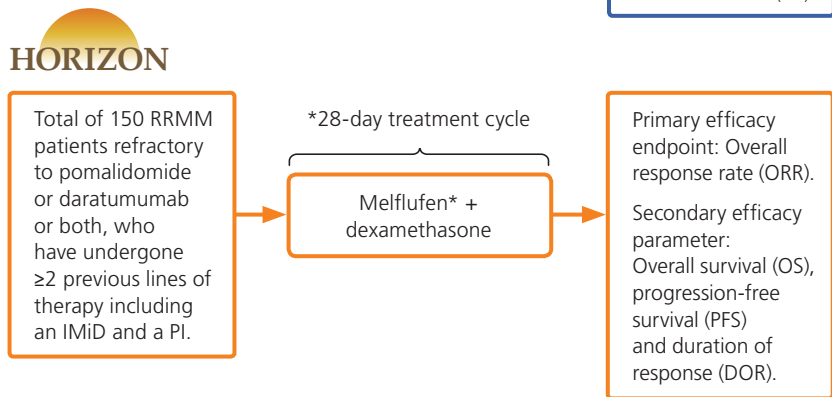 HORIZON
Total of 150 RRMM
patients refractory
to pomalidomide
or daratumumab
or both, who
have undergone
≥2 previous lines of
therapy including
an IMiD and a PI.
*28-day treatment cycle
Melflufen* +
dexamethasone
Primary efficacy
endpoint: Overall
response rate (ORR).
Secondary efficacy
parameter:
Overall survival (OS),
progression-free
survival (PFS)
and duration of
response (DOR).